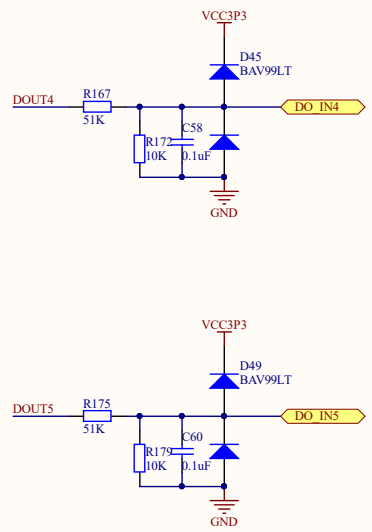 VCC3P3
D45
BAV99LT
R167
DOUT4
DO_IN4
51K
C58
R172
10K
0.1uF
GND
VCC3P3
D49
BAV99LT
R175
DOUT5
DO_IN5
51K
C60
R179
10K
0.1uF
GND